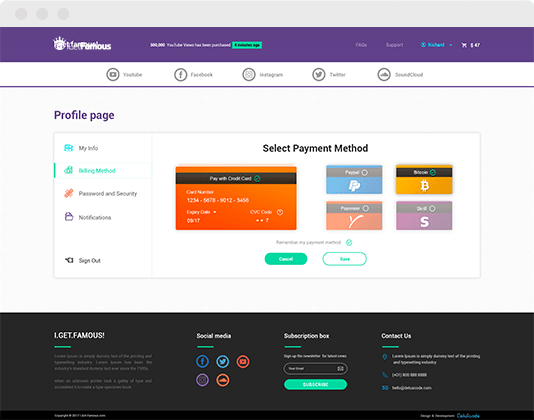 I.Get.Famous
500,000 YouTube Views has been purchased 4 minutes ago
FAQs
Support
Richard
$ 47
Youtube
Facebook
Instagram
Twitter
SoundCloud
Profile page
My Info
Billing Method
Password and Security
Notifications
Sign Out
Select Payment Method
Pay with Credit Card
Card Number
1234 - 5678 - 9012 - 3456
Expiry Date
CVC Code
09/17
7
Paypal
Bitcoin
Payoneer
Skrill
Remember my payment method
Cancel
Save
I.GET.FAMOUS!
Lorem Ipsum is simply dummy text of the printing and
typesetting industry. Lorem Ipsum has been the
industry's standard dummy text ever since the 1500s,
when an unknown printer took a galley of type and
scrambled it to make a type specimen book.
Social media
Subscription box
Sign up the newsletter for latest news
Your Email
SUBSCRIBE
Contact Us
Lorem Ipsum is simply dummy text of the printing
and typesetting industry.
(+01) 800 888 8888
hello@deluxcode.com
Copyright © 2017 I.Get.Famous.com
Design & Development